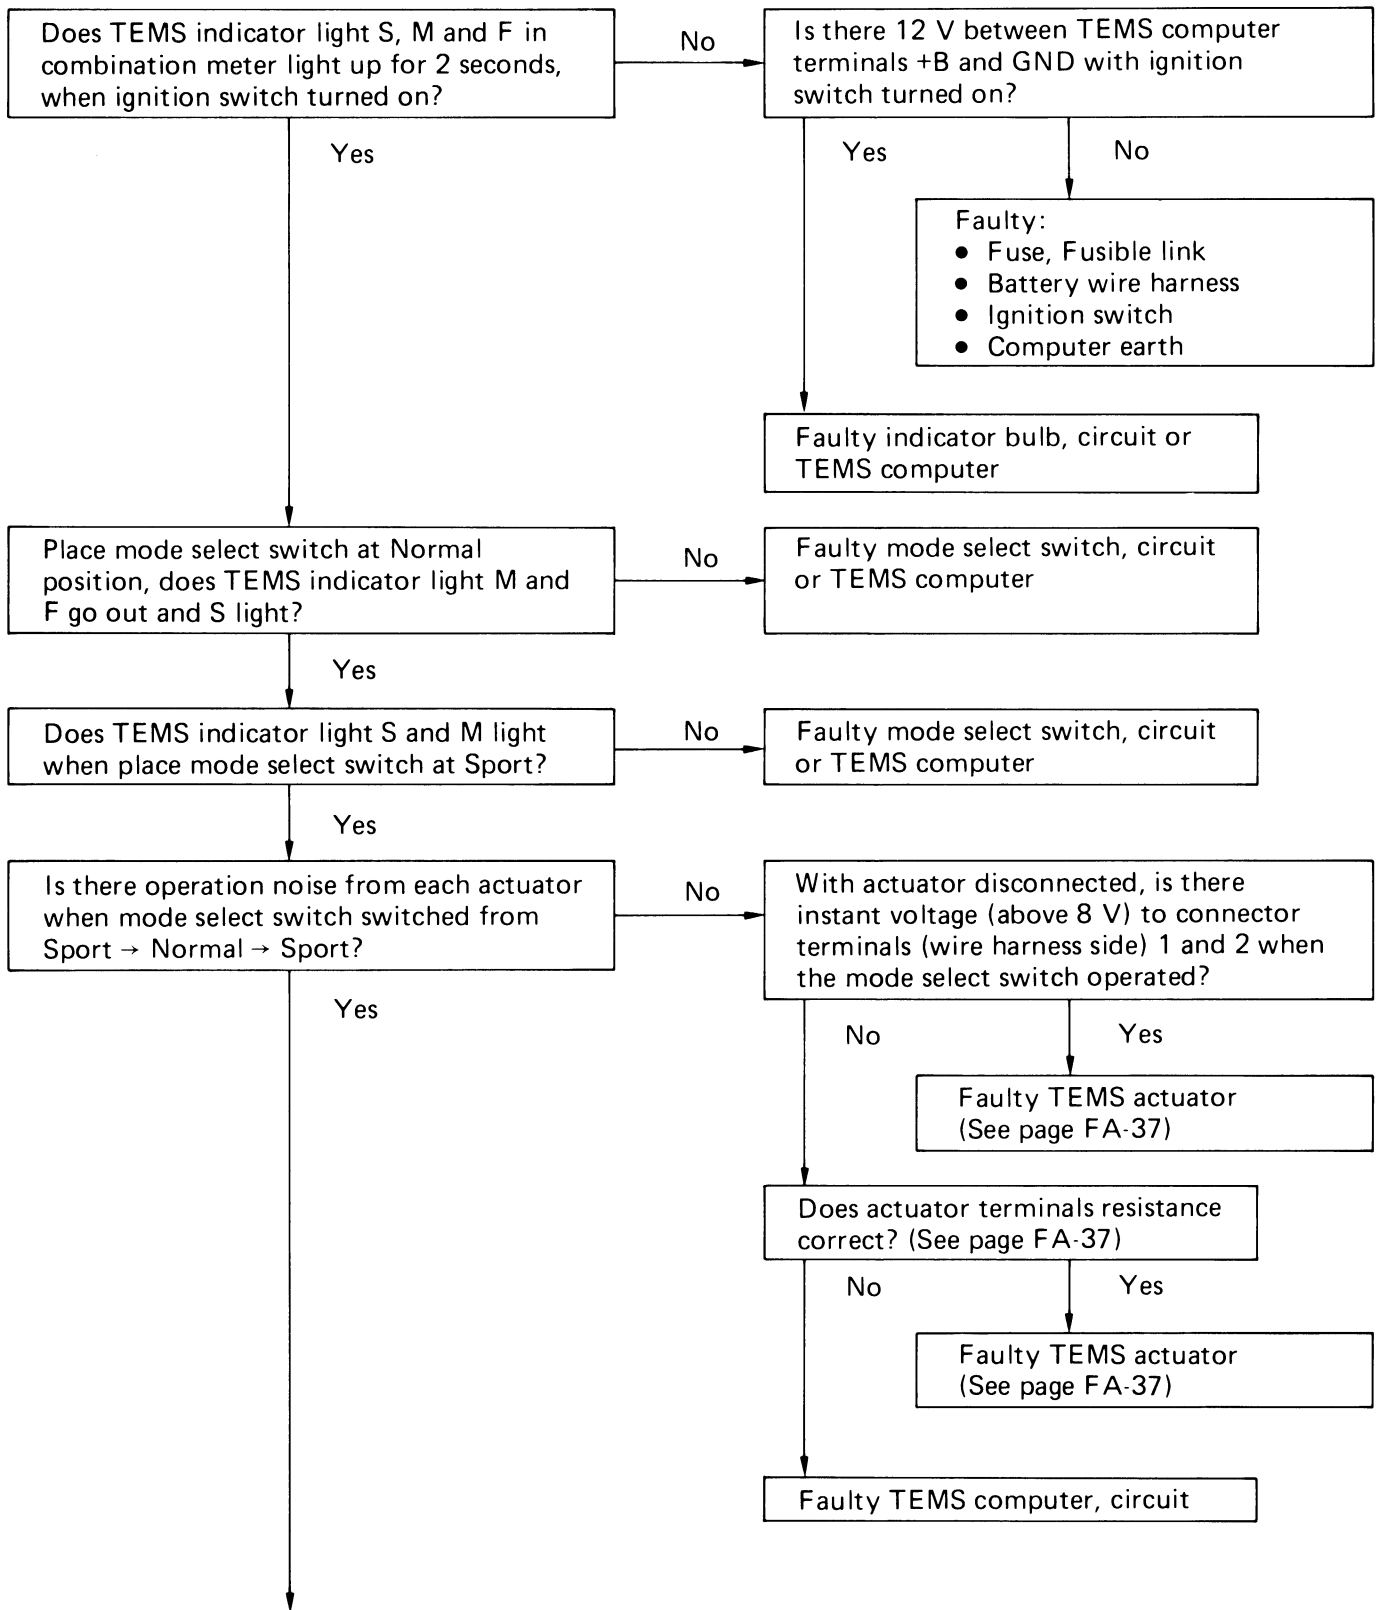 Does TEMS indicator light S, M and F in
combination meter light up for 2 seconds,
when ignition switch turned on?
No
Is there 12 V between TEMS computer
terminals +B and GND with ignition
switch turned on?
Yes
Yes
No
Faulty:
● Fuse, Fusible link
● Battery wire harness
● Ignition switch
● Computer earth
Faulty indicator bulb, circuit or
TEMS computer
Place mode select switch at Normal
position, does TEMS indicator light M and
F go out and S light?
No
Faulty mode select switch, circuit
or TEMS computer
Yes
Does TEMS indicator light S and M light
when place mode select switch at Sport?
No
Faulty mode select switch, circuit
or TEMS computer
Yes
Is there operation noise from each actuator
when mode select switch switched from
Sport → Normal → Sport?
No
With actuator disconnected, is there
instant voltage (above 8 V) to connector
terminals (wire harness side) 1 and 2 when
the mode select switch operated?
Yes
No
Yes
Faulty TEMS actuator
(See page FA-37)
Does actuator terminals resistance
correct? (See page FA-37)
No
Yes
Faulty TEMS actuator
(See page FA-37)
Faulty TEMS computer, circuit